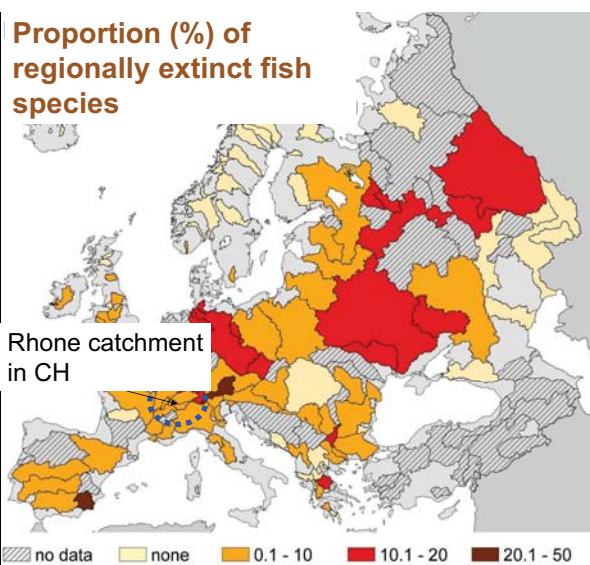 Proportion (%) of
regionally extinct fish
species
Rhone catchment
in CH
no data none 0.1 - 10 10.1 - 20 20.1 - 50